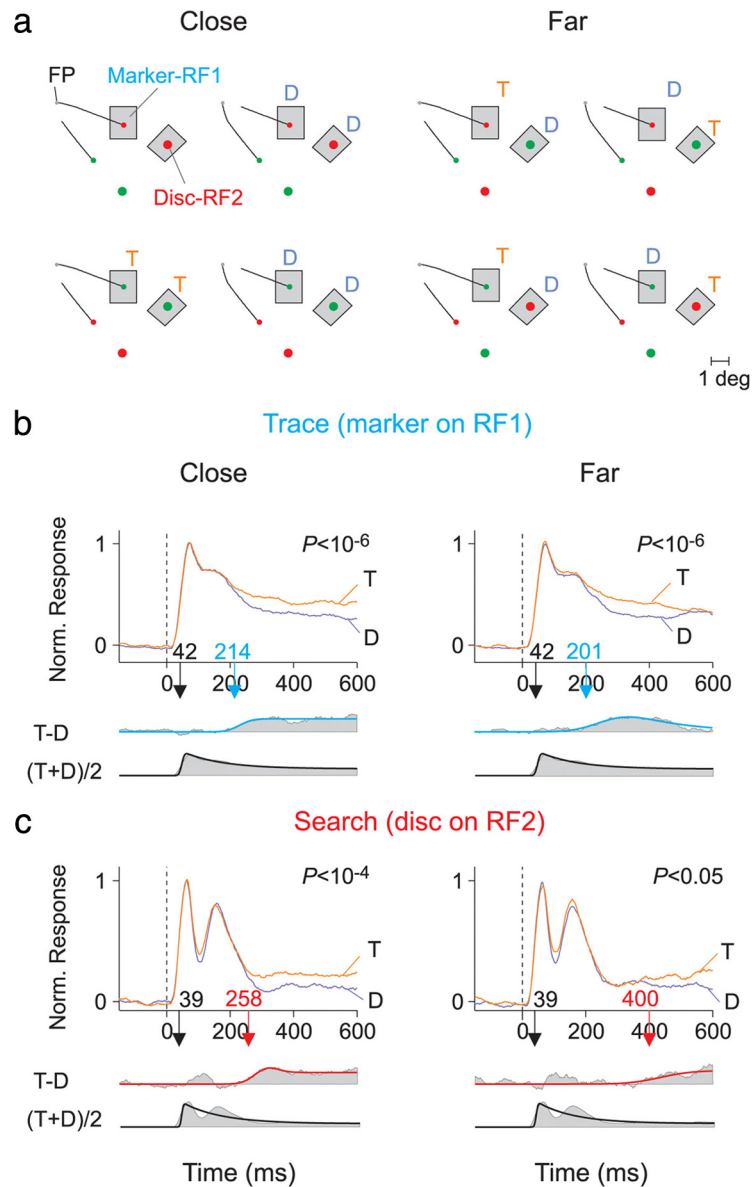 a
Close
Far
FP
Marker-RF1
D
D
T
D
D
T
Disc-RF2
T
T
D
D
T
D
D
T
1 deg
b
Trace (marker on RF1)
Close
Far
Norm. Response
1
0
P<10-6
T
D
42
214
0 200 400 600
1
0
P<10-6
T
D
42
201
0 200 400 600
T-D
(T+D)/2
c
Search (disc on RF2)
Norm. Response
1
0
P<10-4
T
D
39
258
0 200 400 600
1
0
P<0.05
T
D
39
400
0 200 400 600
T-D
(T+D)/2
Time (ms)
Time (ms)